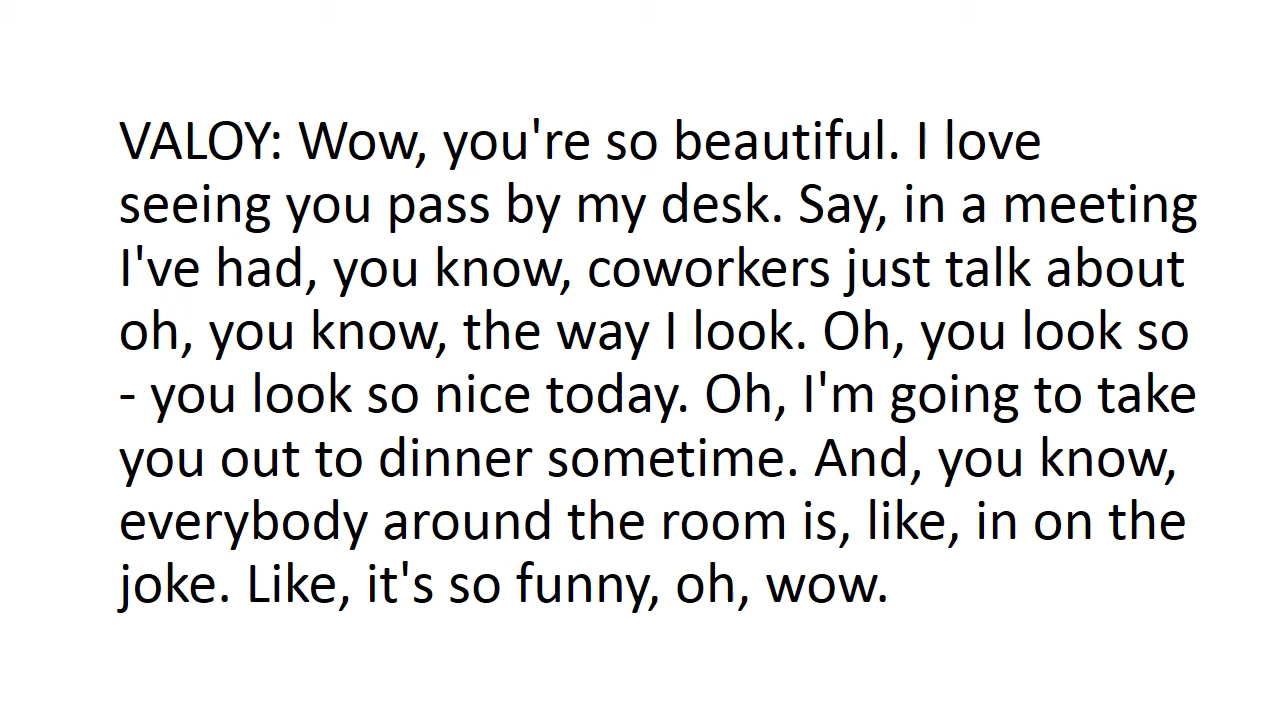 VALOY: Wow, you're so beautiful. I love
seeing you pass by my desk. Say, in a meeting
I've had, you know, coworkers just talk about
oh, you know, the way I look. Oh, you look so
- you look so nice today. Oh, I'm going to take
you out to dinner sometime. And, you know,
everybody around the room is, like, in on the
joke. Like, it's so funny, oh, wow.